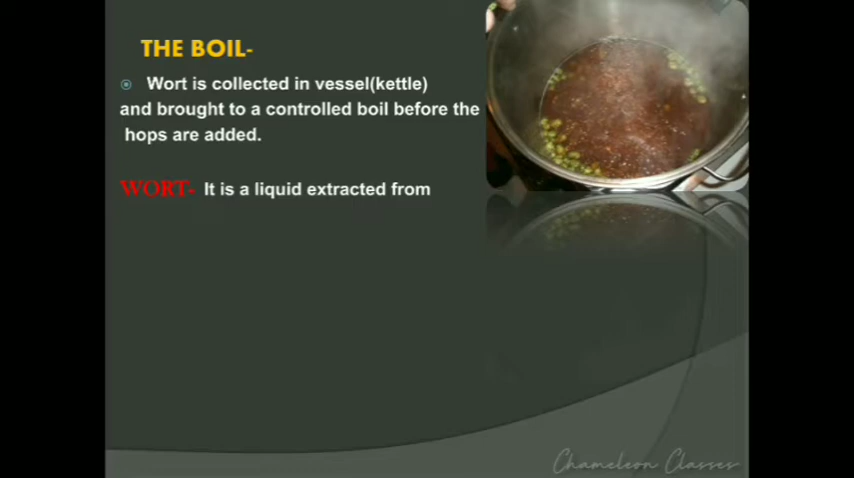 THE BOIL-
Wort is collected in vessel(kettle)
and brought to a controlled boil before the
hops are added.
WORT- It is a liquid extracted from
Chameleon Classes